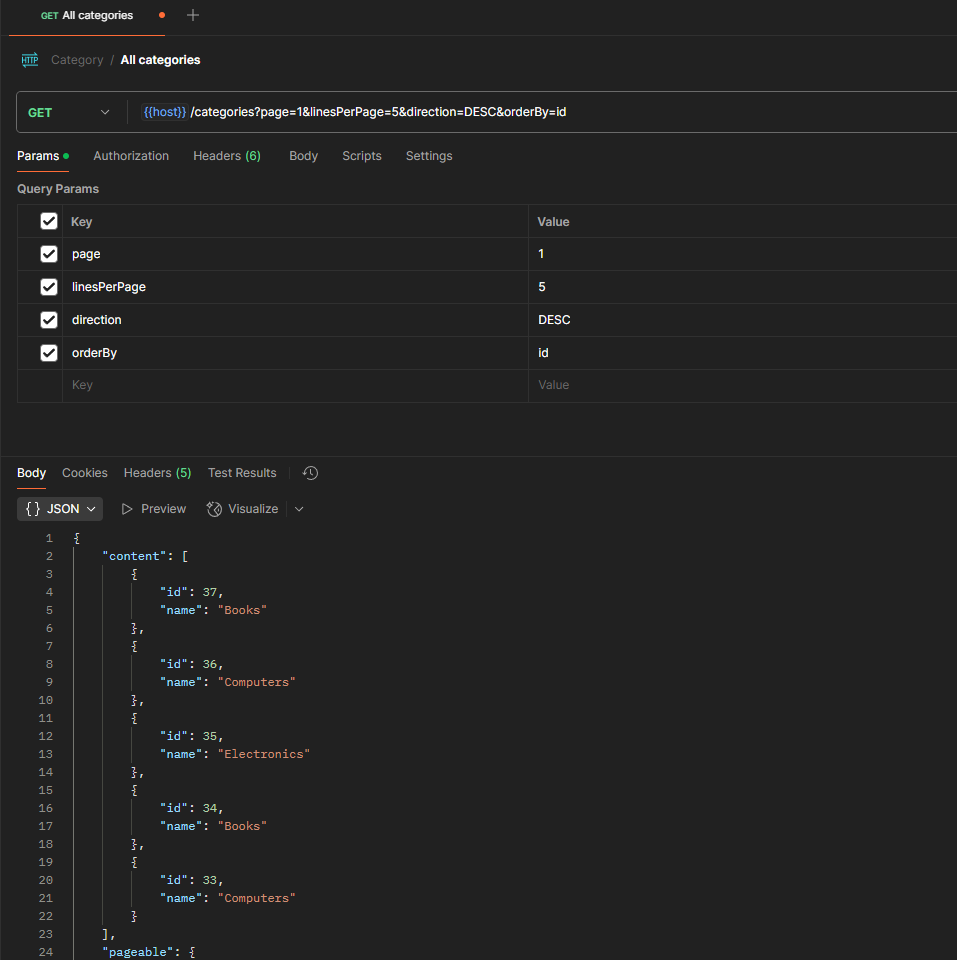 GET All categories
HTTP Category / All categories
GET {{host}} /categories?page=1&linesPerPage=5&direction=DESC&orderBy=id
Params Authorization Headers (6) Body Scripts Settings
Query Params
Key Value
page 1
linesPerPage 5
direction DESC
orderBy id
Key Value
Body Cookies Headers (5) Test Results
{} JSON Preview Visualize
1 {
2 "content": [
3 {
4 "id": 37,
5 "name": "Books"
6 },
7 {
8 "id": 36,
9 "name": "Computers"
10 },
11 {
12 "id": 35,
13 "name": "Electronics"
14 },
15 {
16 "id": 34,
17 "name": "Books"
18 },
19 {
20 "id": 33,
21 "name": "Computers"
22 }
23 ],
24 "pageable": {